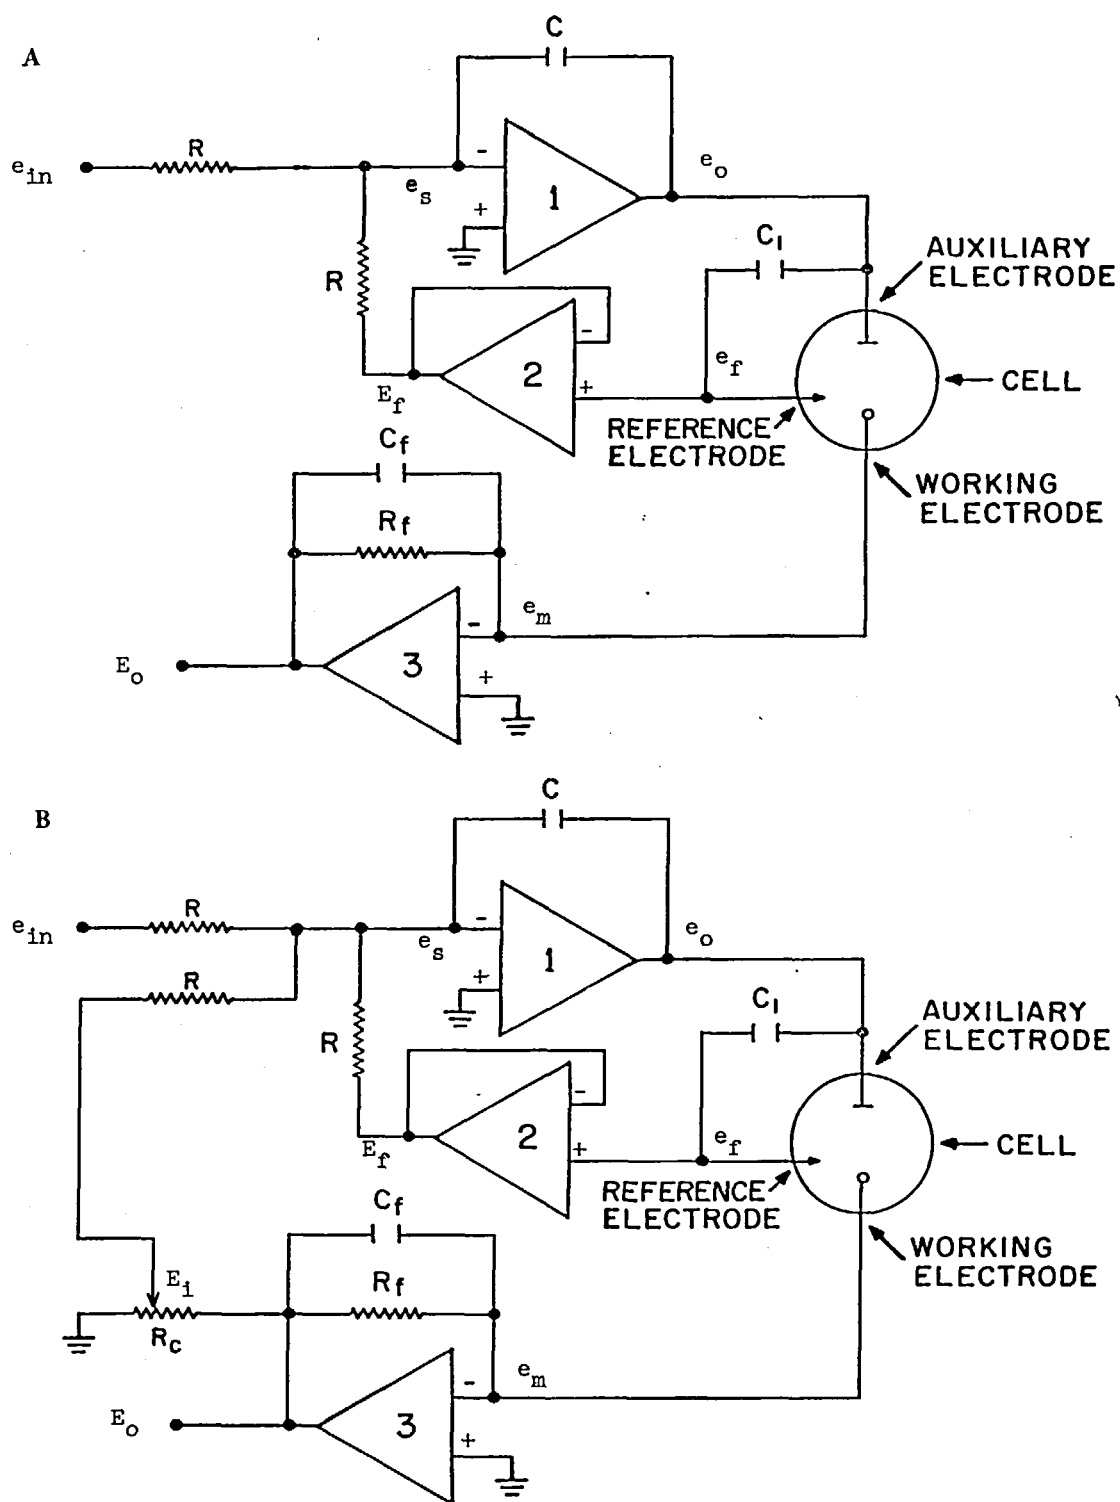 A
C
R
e_in
-
e_s
e_o
1
+
C_1
AUXILIARY
ELECTRODE
R
-
2
e_f
CELL
E_f
+
REFERENCE
ELECTRODE
C_f
WORKING
ELECTRODE
R_f
e_m
-
3
E_o
+
C
B
R
-
e_in
e_s
e_o
R
1
+
C_1
AUXILIARY
ELECTRODE
R
-
2
e_f
CELL
E_f
+
REFERENCE
ELECTRODE
C_f
WORKING
ELECTRODE
E_i
R_f
R_C
e_m
-
E_o
3
+